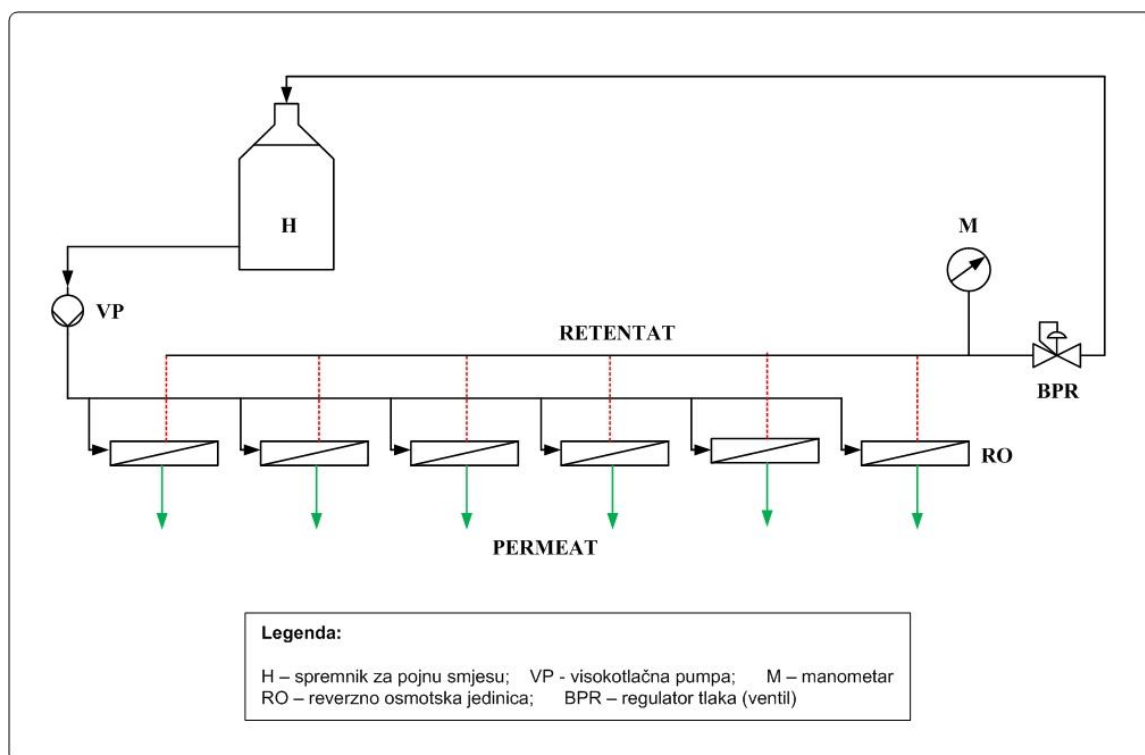 H
M
VP
RETENTAT
BPR
RO
PERMEAT
Legenda:
H – spremnik za pojnu smjesu; VP - visokotlačna pumpa; M – manometar
RO – reverzno osmotska jedinica; BPR – regulator tlaka (ventil)